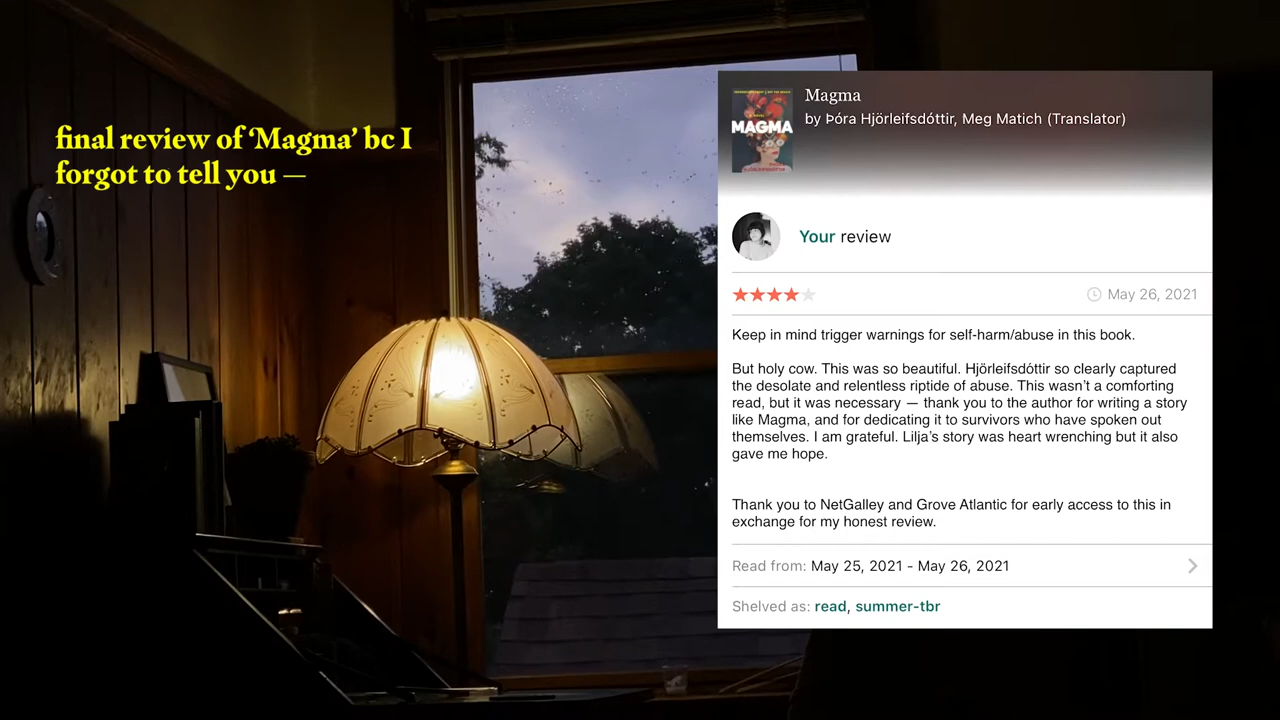 final review of ‘Magma’ bc I
forgot to tell you —
MAGMA
Magma
by Þóra Hjörleifsdóttir, Meg Matich (Translator)
Your review
May 26, 2021
Keep in mind trigger warnings for self-harm/abuse in this book.
But holy cow. This was so beautiful. Hjörleifsdóttir so clearly captured
the desolate and relentless riptide of abuse. This wasn’t a comforting
read, but it was necessary — thank you to the author for writing a story
like Magma, and for dedicating it to survivors who have spoken out
themselves. I am grateful. Lilja’s story was heart wrenching but it also
gave me hope.
Thank you to NetGalley and Grove Atlantic for early access to this in
exchange for my honest review.
Read from: May 25, 2021 - May 26, 2021
Shelved as: read, summer-tbr